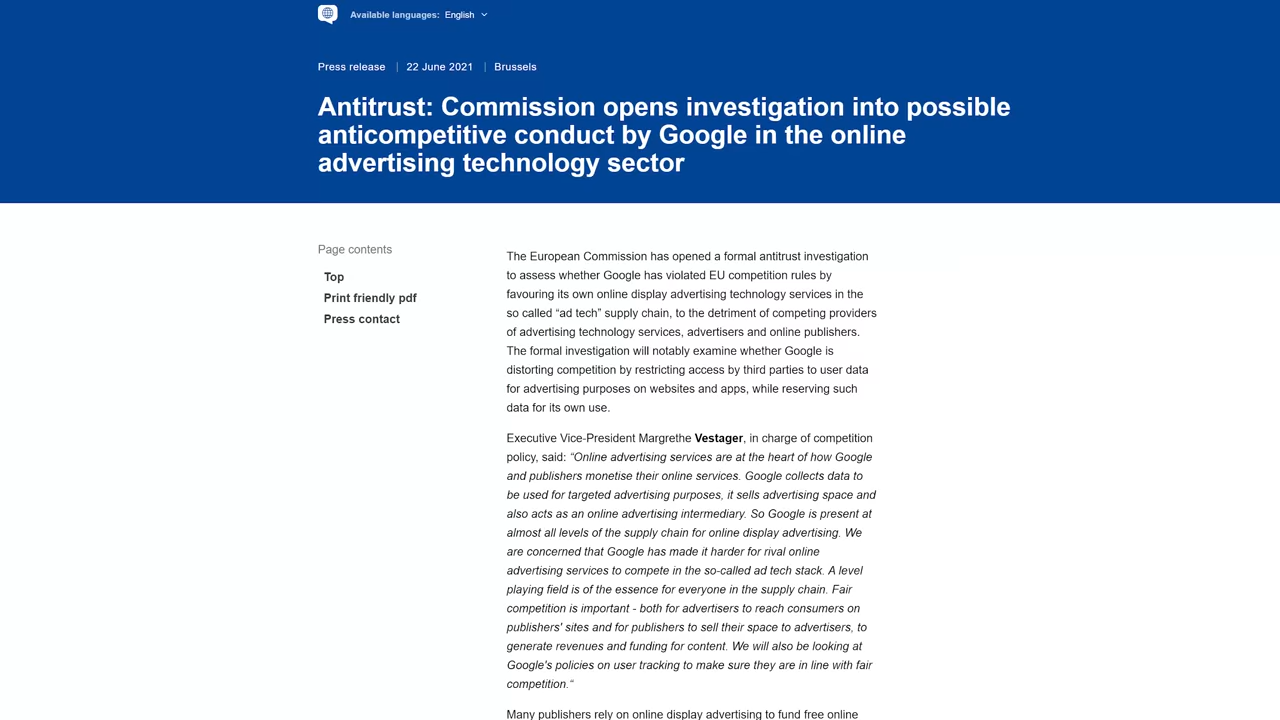 Available languages: English
Press release | 22 June 2021 | Brussels
Antitrust: Commission opens investigation into possible
anticompetitive conduct by Google in the online
advertising technology sector
Page contents
Top
Print friendly pdf
Press contact
The European Commission has opened a formal antitrust investigation
to assess whether Google has violated EU competition rules by
favouring its own online display advertising technology services in the
so called “ad tech” supply chain, to the detriment of competing providers
of advertising technology services, advertisers and online publishers.
The formal investigation will notably examine whether Google is
distorting competition by restricting access by third parties to user data
for advertising purposes on websites and apps, while reserving such
data for its own use.
Executive Vice-President Margrethe Vestager, in charge of competition
policy, said: “Online advertising services are at the heart of how Google
and publishers monetise their online services. Google collects data to
be used for targeted advertising purposes, it sells advertising space and
also acts as an online advertising intermediary. So Google is present at
almost all levels of the supply chain for online display advertising. We
are concerned that Google has made it harder for rival online
advertising services to compete in the so-called ad tech stack. A level
playing field is of the essence for everyone in the supply chain. Fair
competition is important - both for advertisers to reach consumers on
publishers' sites and for publishers to sell their space to advertisers, to
generate revenues and funding for content. We will also be looking at
Google's policies on user tracking to make sure they are in line with fair
competition.“
Many publishers rely on online display advertising to fund free online